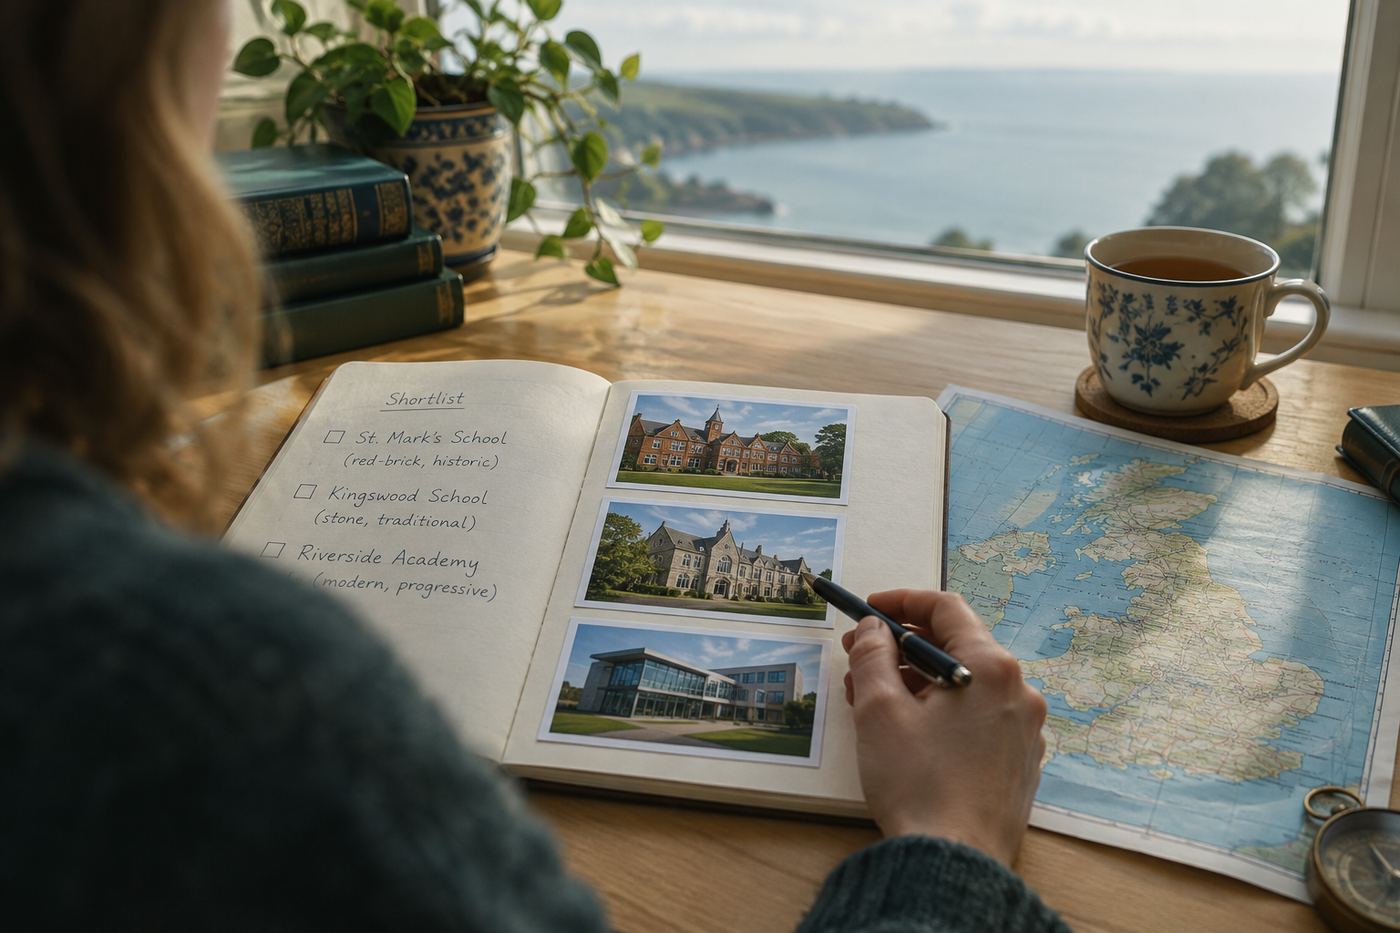 Shortlist
St. Mark's School
(red-brick, historic)
Kingswood School
(stone, traditional)
Riverside Academy
(modern, progressive)